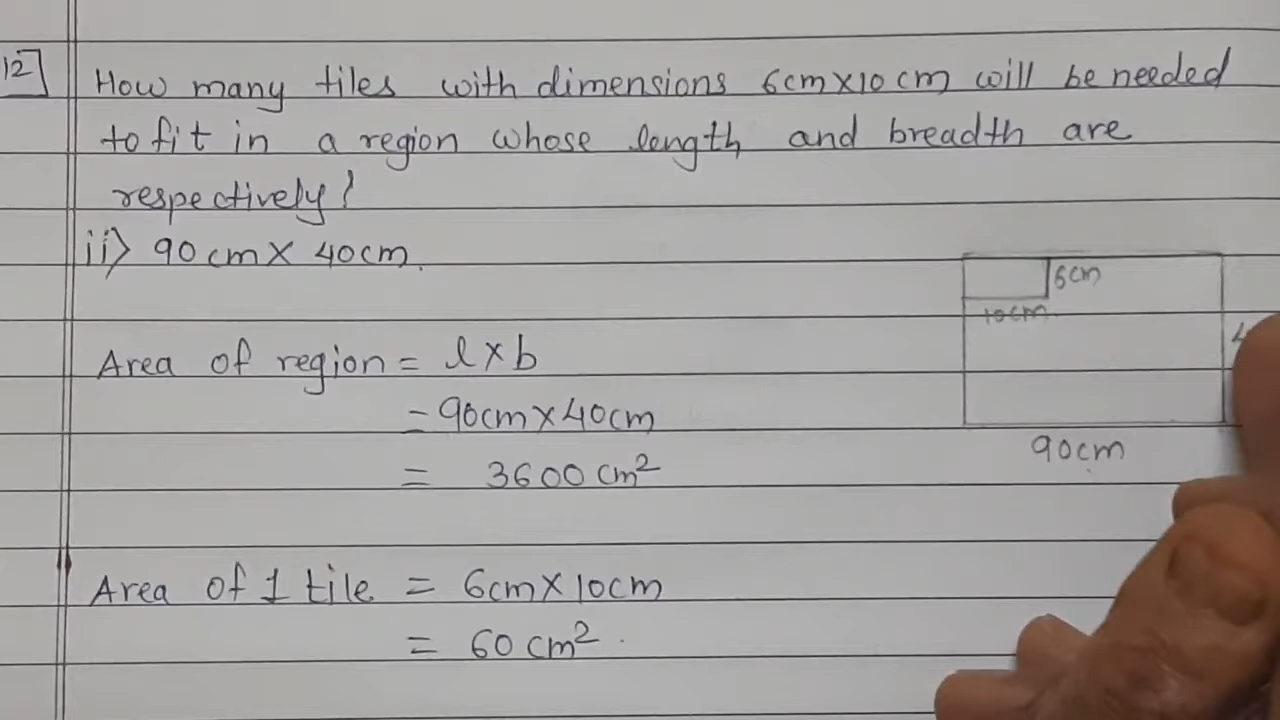 12
How many tiles with dimensions 6cm×10cm will be needed
to fit in a region whose length and breadth are
respectively?
ii) 90cm × 40cm.
6cm
10cm
90cm
Area of region = l×b
= 90cm×40cm
= 3600 cm²
Area of 1 tile = 6cm×10cm
= 60 cm².